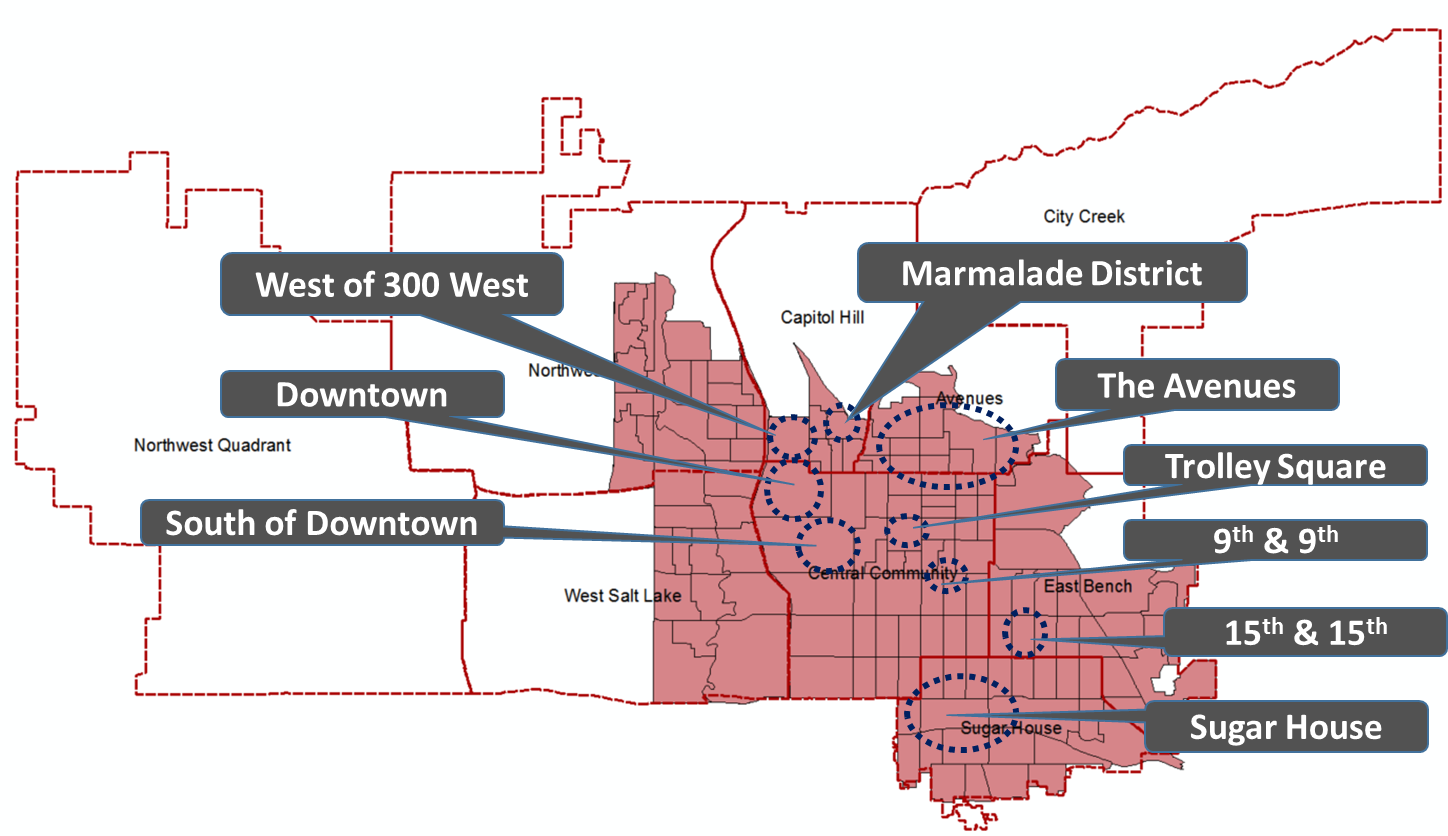 City Creek
Marmalade District
West of 300 West
Capitol Hill
Northwe
Downtown
The Avenues
Avenues
Northwest Quadrant
Trolley Square
South of Downtown
9th & 9th
Central Community
East Bench
West Salt Lake
15th & 15th
Sugar House
Sugar House